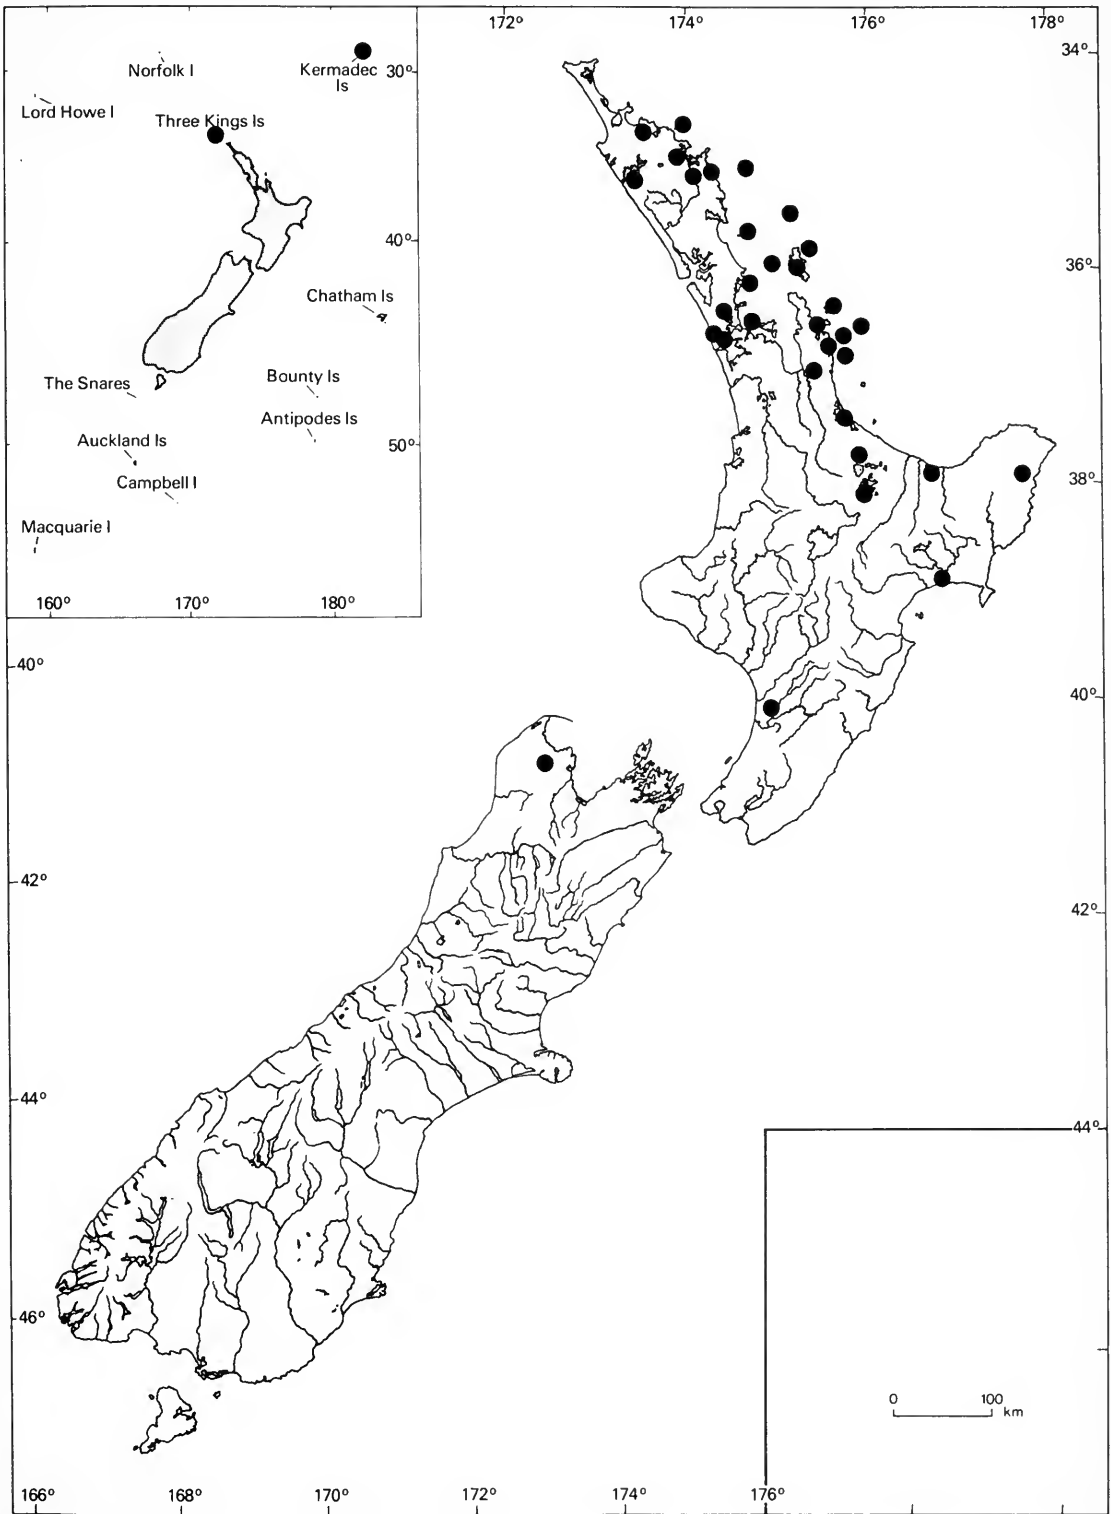 172° 174° 176° 178°
34°
Norfolk I
Kermadec Is
30°
Lord Howe I
Three Kings Is
40°
36°
Chatham Is
The Snares
Bounty Is
Antipodes Is
Auckland Is
50°
Campbell I
38°
Macquarie I
160° 170° 180°
40°
40°
42°
42°
44°
44°
46°
0 100
km
166° 168° 170° 172° 174° 176°